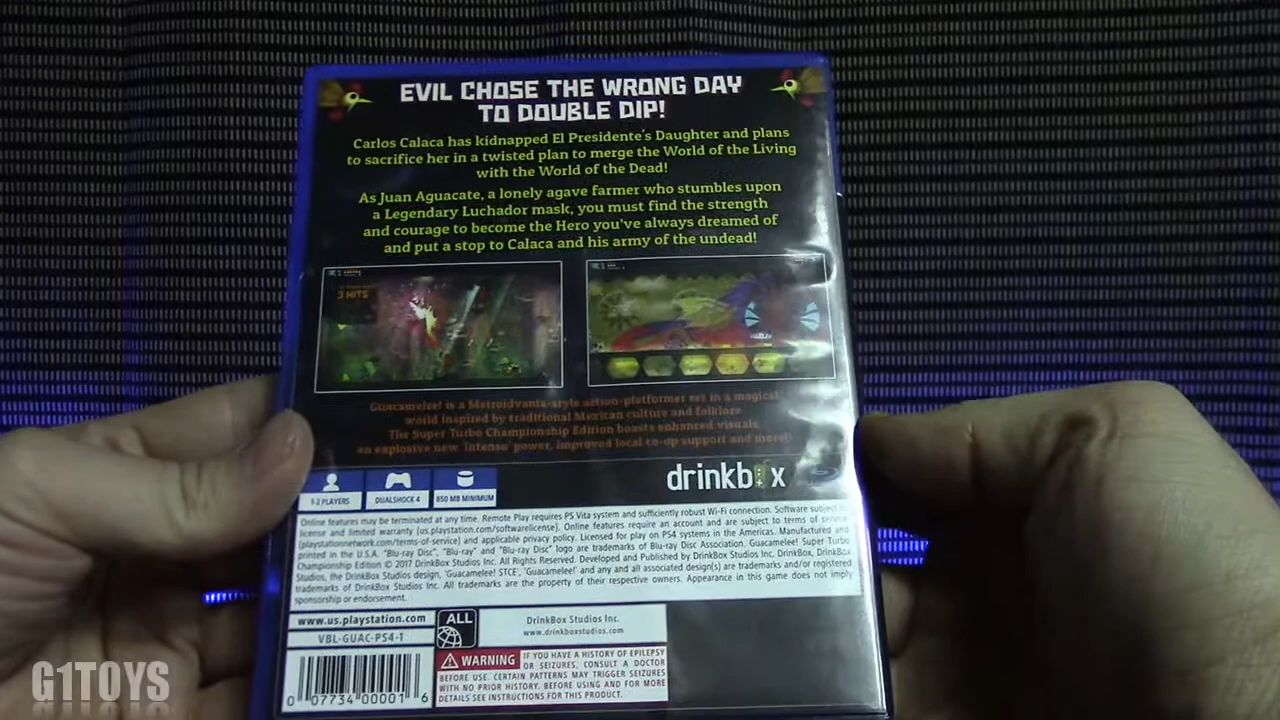 EVIL CHOSE THE WRONG DAY
TO DOUBLE DIP!
Carlos Calaca has kidnapped El Presidente's Daughter and plans
to sacrifice her in a twisted plan to merge the World of the Living
with the World of the Dead!
As Juan Aguacate, a lonely agave farmer who stumbles upon
a Legendary Luchador mask, you must find the strength
and courage to become the Hero you've always dreamed of
and put a stop to Calaca and his army of the undead!
3 HITS
Guacamelee! is a Metroidvania-style action-platformer set in a magical
world inspired by traditional Mexican culture and folklore
The Super Turbo Championship Edition boasts enhanced visuals,
an explosive new 'Intenso' power, improved local co-op support and more!
drinkbox
1-2 PLAYERS
DUALSHOCK 4
850 MB MINIMUM
Online features may be terminated at any time. Remote Play requires PS Vita system and sufficiently robust Wi-Fi connection. Software subject to
license and limited warranty (us.playstation.com/softwarelicense). Online features require an account and are subject to terms of service
(playstationnetwork.com/terms-of-service) and applicable privacy policy. Licensed for play on PS4 systems in the Americas. Manufactured and
printed in the U.S.A. "Blu-ray Disc", "Blu-ray" and "Blu-ray Disc" logo are trademarks of Blu-ray Disc Association. Guacamelee! Super Turbo
Championship Edition © 2017 DrinkBox Studios Inc. All Rights Reserved. Developed and Published by DrinkBox Studios Inc. DrinkBox, DrinkBox
Studios, the DrinkBox Studios design, 'Guacamelee! STCE', 'Guacamelee!' and any and all associated design(s) are trademarks and/or registered
trademarks of DrinkBox Studios Inc. All trademarks are the property of their respective owners. Appearance in this game does not imply
sponsorship or endorsement.
www.us.playstation.com
VBL-GUAC-PS4-1
ALL
DrinkBox Studios Inc.
www.drinkboxstudios.com
WARNING
IF YOU HAVE A HISTORY OF EPILEPSY
OR SEIZURES, CONSULT A DOCTOR
BEFORE USE. CERTAIN PATTERNS MAY TRIGGER SEIZURES
WITH NO PRIOR HISTORY. BEFORE USING AND FOR MORE
DETAILS SEE INSTRUCTIONS FOR THIS PRODUCT.
0 07734 00001 6
G1TOYS